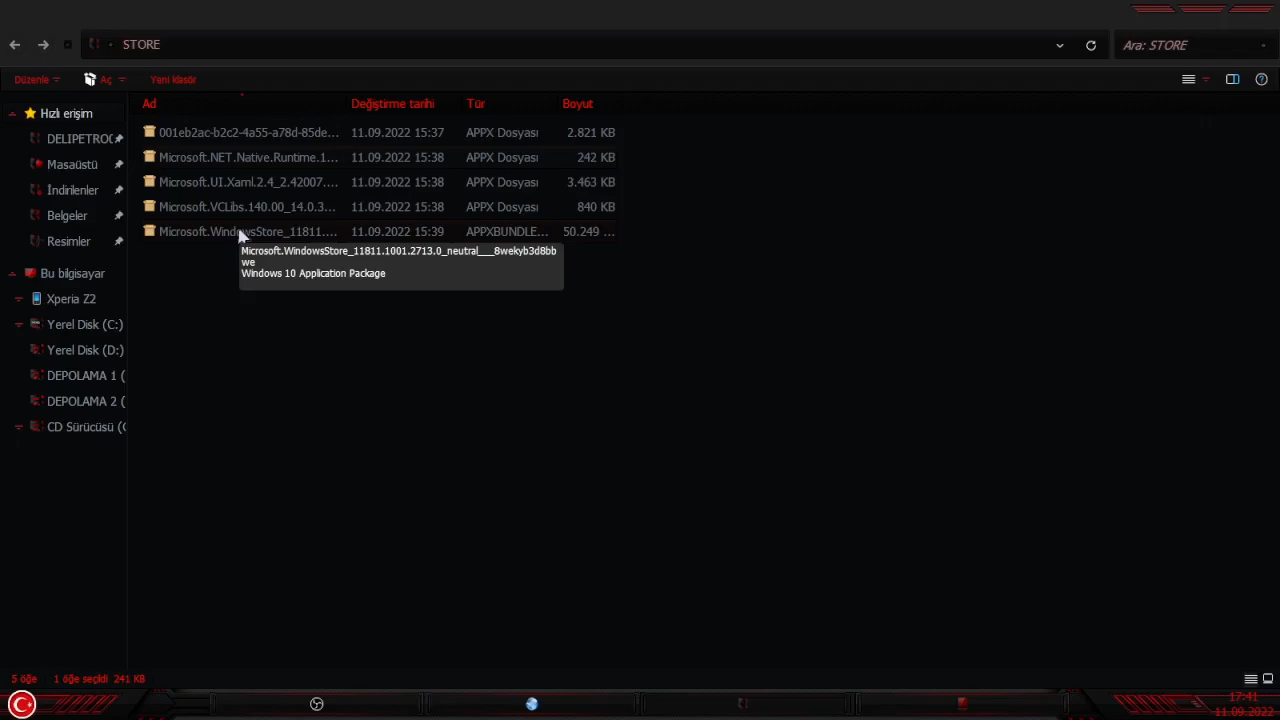 STORE
Ara: STORE
Düzenle
Aç
Yeni klasör
Hızlı erişim
DELIPETRO
Masaüstü
İndirilenler
Belgeler
Resimler
Bu bilgisayar
Xperia Z2
Yerel Disk (C:)
Yerel Disk (D:)
DEPOLAMA 1 (
DEPOLAMA 2 (
CD Sürücüsü (
Ad Değiştirme tarihi Tür Boyut
001eb2ac-b2c2-4a55-a78d-85de... 11.09.2022 15:37 APPX Dosyası 2.821 KB
Microsoft.NET.Native.Runtime.1... 11.09.2022 15:38 APPX Dosyası 242 KB
Microsoft.UI.Xaml.2.4_2.42007.... 11.09.2022 15:38 APPX Dosyası 3.463 KB
Microsoft.VCLibs.140.00_14.0.3... 11.09.2022 15:38 APPX Dosyası 840 KB
Microsoft.WindowsStore_11811.... 11.09.2022 15:39 APPXBUNDLE... 50.249 ...
Microsoft.WindowsStore_11811.1001.2713.0_neutral___8wekyb3d8bb
we
Windows 10 Application Package
5 öğe 1 öğe seçildi 241 KB
17:41
11.09.2022